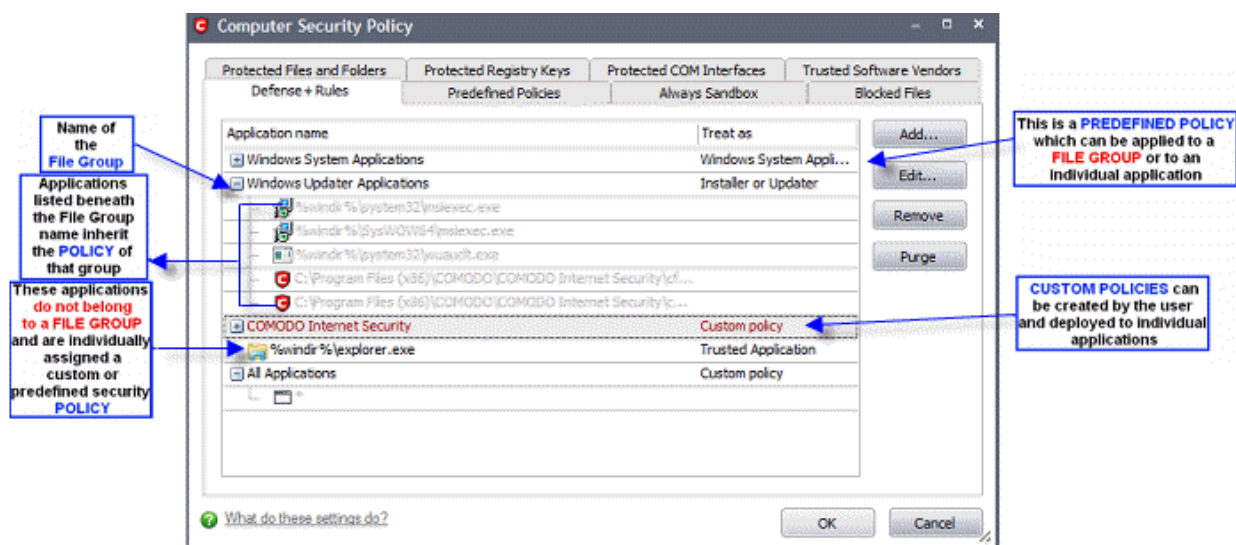 Computer Security Policy
Protected Files and Folders
Protected Registry Keys
Protected COM Interfaces
Trusted Software Vendors
Defense+ Rules
Predefined Policies
Always Sandbox
Blocked Files
Application name
Treat as
Windows System Applications
Windows System Appli...
Windows Updater Applications
Installer or Updater
%windir%\system32\msiexec.exe
%windir%\SysWOW64\msiexec.exe
%windir%\system32\wuauclt.exe
C:\Program Files (x86)\COMODO\COMODO Internet Security\cf...
C:\Program Files (x86)\COMODO\COMODO Internet Security\c...
COMODO Internet Security
Custom policy
%windir%\explorer.exe
Trusted Application
All Applications
Custom policy
*
Add...
Edit...
Remove
Purge
What do these settings do?
OK
Cancel
Name of
the
File Group
Applications
listed beneath
the File Group
name inherit
the POLICY of
that group
These applications
do not belong
to a FILE GROUP
and are individually
assigned a
custom or
predefined security
POLICY
This is a PREDEFINED POLICY
which can be applied to a
FILE GROUP or to an
individual application
CUSTOM POLICIES can
be created by the user
and deployed to individual
applications